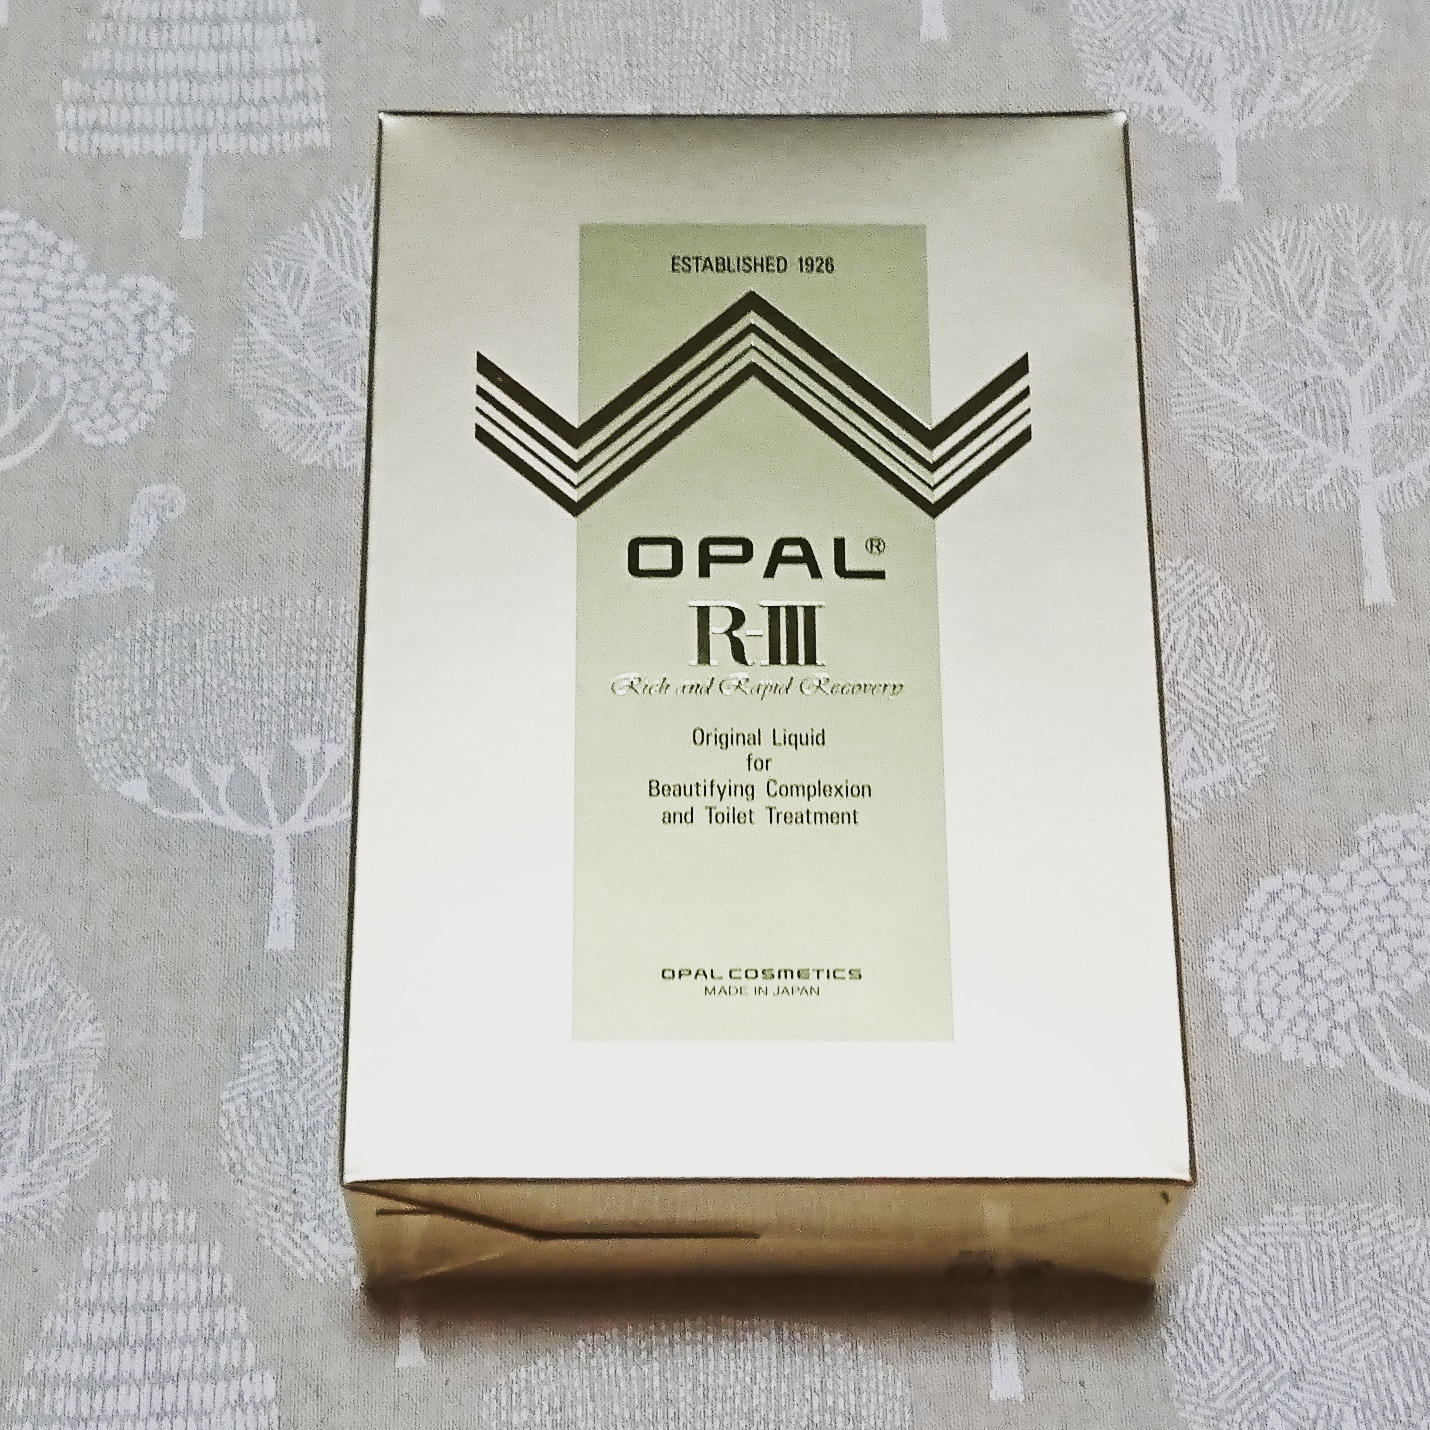 ESTABLISHED 1926
OPAL®
R-III
Rich and Rapid Recovery
Original Liquid
for
Beautifying Complexion
and Toilet Treatment
OPAL COSMETICS
MADE IN JAPAN